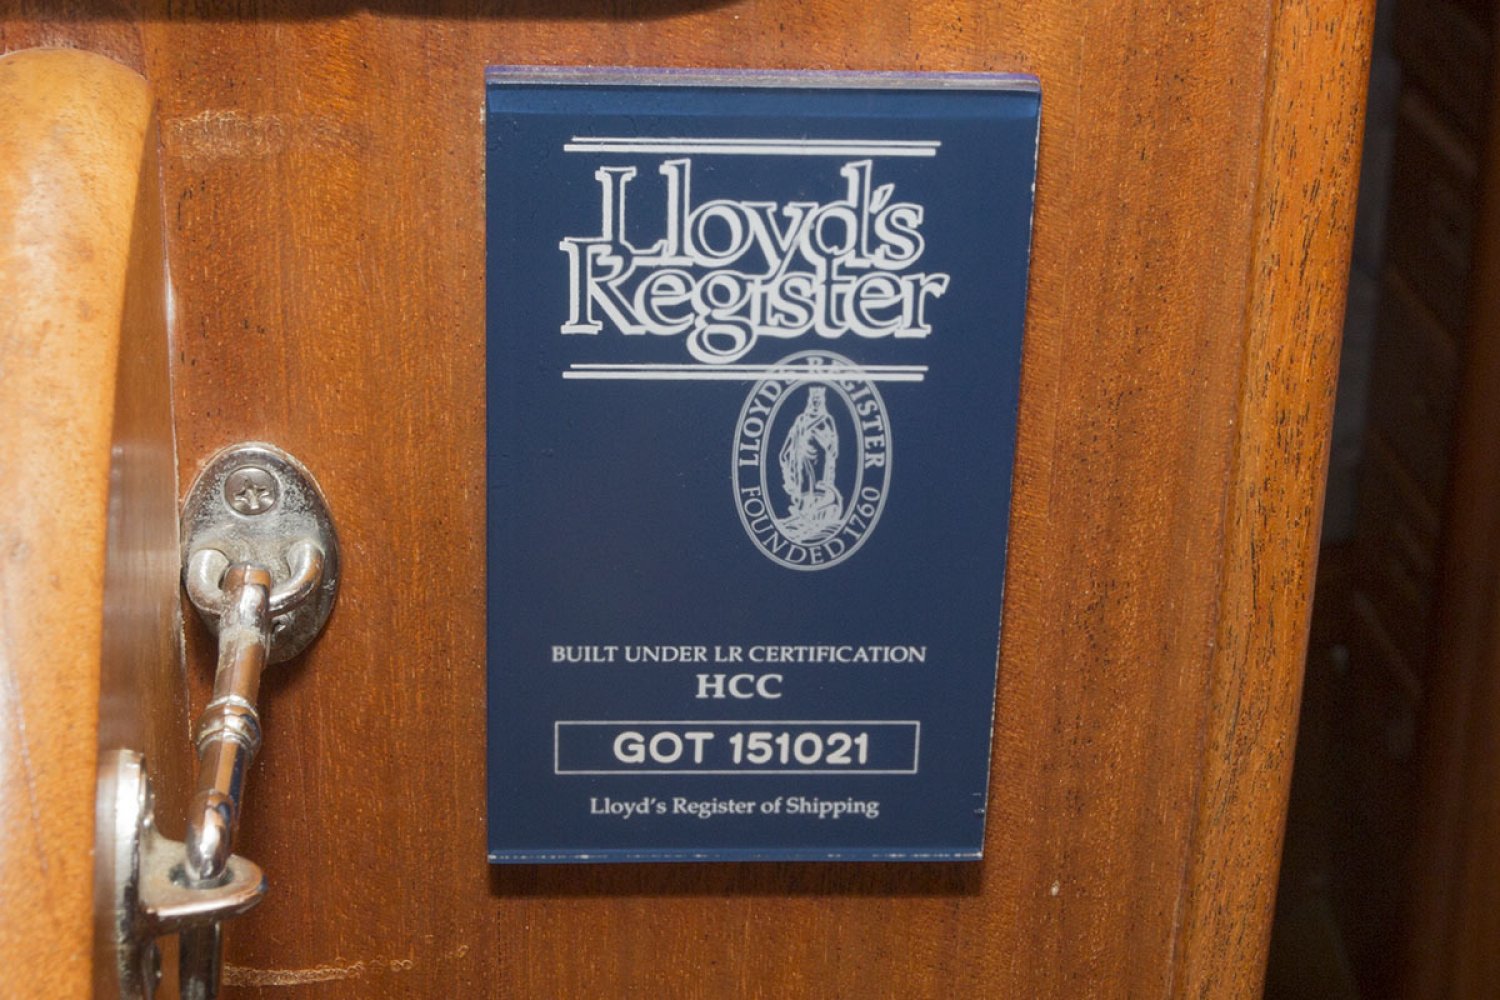 Lloyd's
Register
LLOYD'S REGISTER
FOUNDED 1760
BUILT UNDER LR CERTIFICATION
HCC
GOT 151021
Lloyd's Register of Shipping